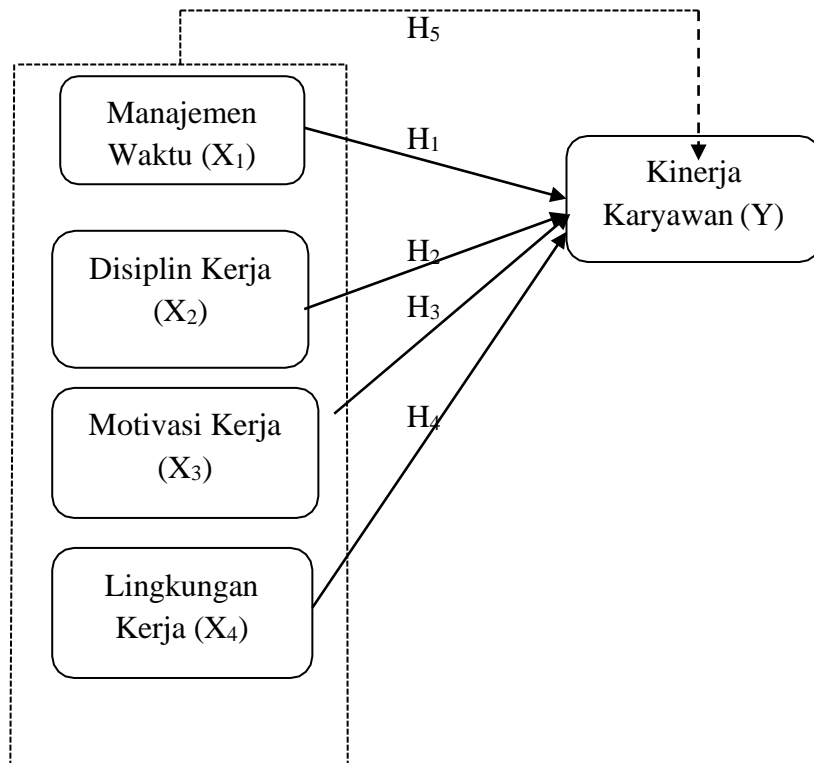 H₅
Manajemen
Waktu (X₁)
H₁
Kinerja
Karyawan (Y)
Disiplin Kerja
(X₂)
H₂
H₃
Motivasi Kerja
(X₃)
H₄
Lingkungan
Kerja (X₄)